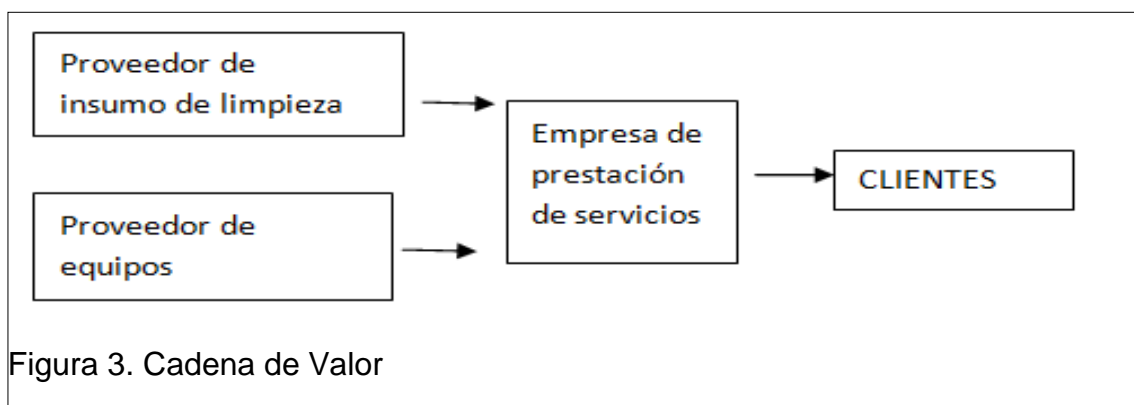 Proveedor de
insumo de limpieza
Proveedor de
equipos
Empresa de
prestación
de servicios
CLIENTES
Figura 3. Cadena de Valor